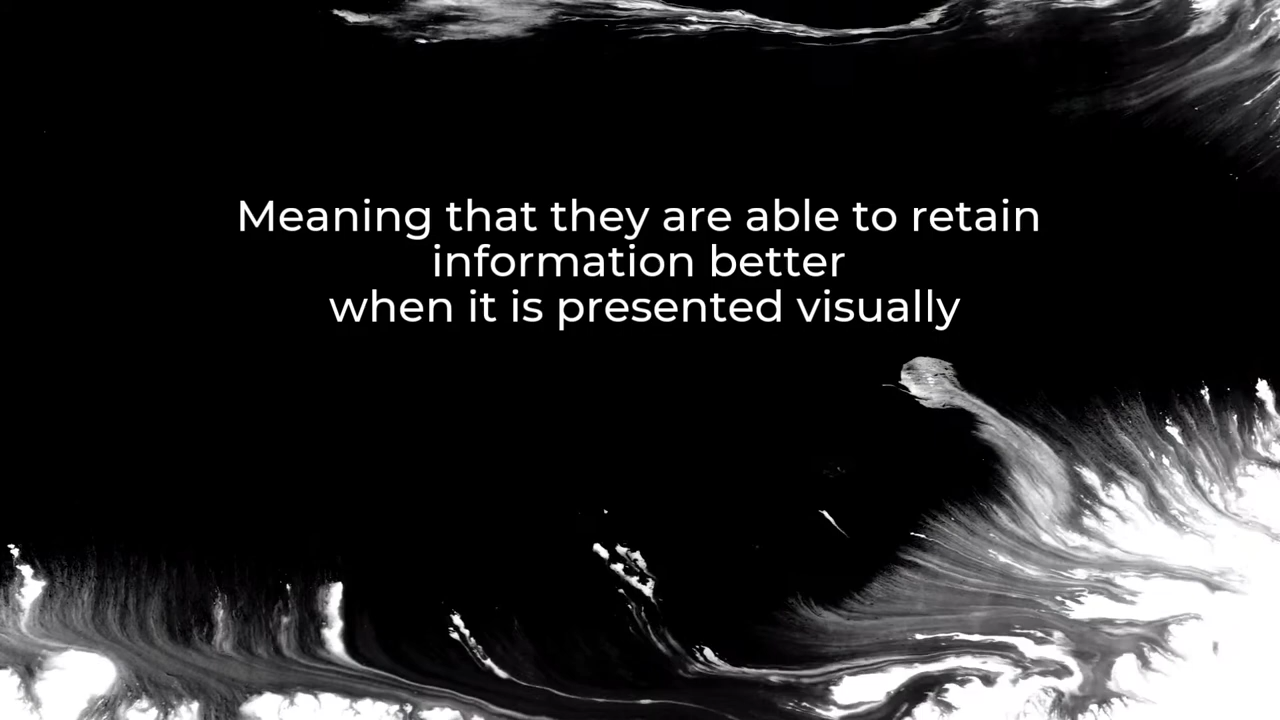 Meaning that they are able to retain
information better
when it is presented visually